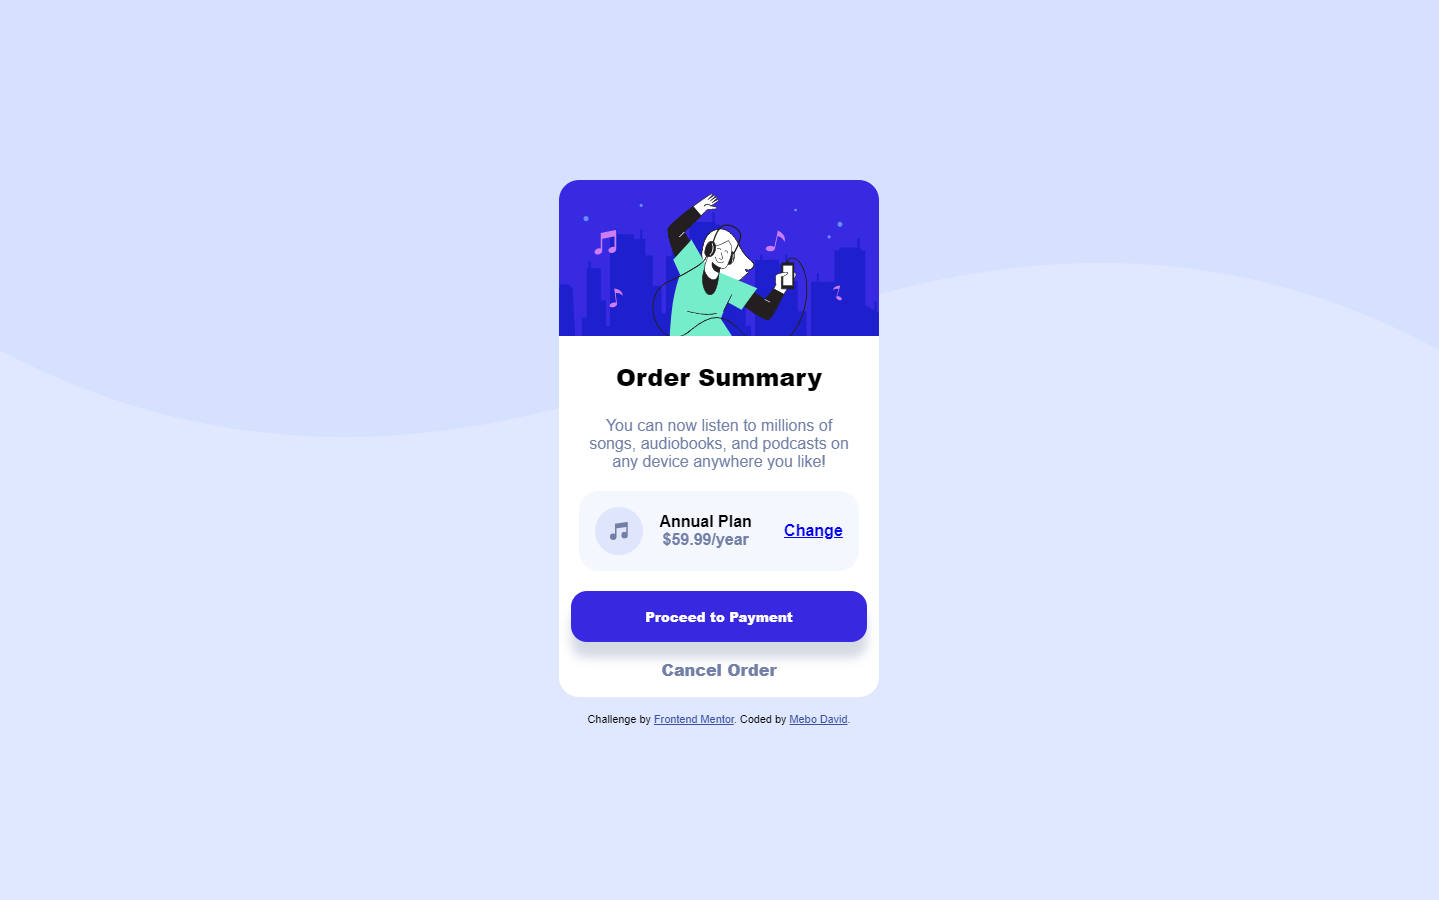 Order Summary
You can now listen to millions of
songs, audiobooks, and podcasts on
any device anywhere you like!
Annual Plan
$59.99/year
Change
Proceed to Payment
Cancel Order
Challenge by Frontend Mentor. Coded by Mebo David.